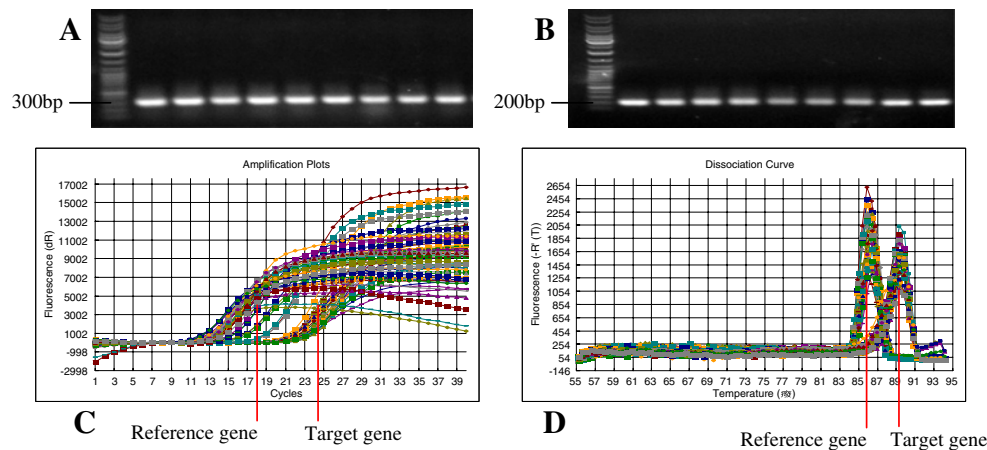 A
B
300bp
200bp
Amplification Plots
Fluorescence (dR)
17002
15002
13002
11002
9002
7002
5002
3002
1002
-998
-2998
1 3 5 7 9 11 13 15 17 19 21 23 25 27 29 31 33 35 37 39
Cycles
C
Reference gene
Target gene
Dissociation Curve
Fluorescence (-R' (T))
2654
2454
2254
2054
1854
1654
1454
1254
1054
854
654
454
254
54
-146
55 57 59 61 63 65 67 69 71 73 75 77 79 81 83 85 87 89 91 93 95
Temperature
D
Reference gene
Target gene